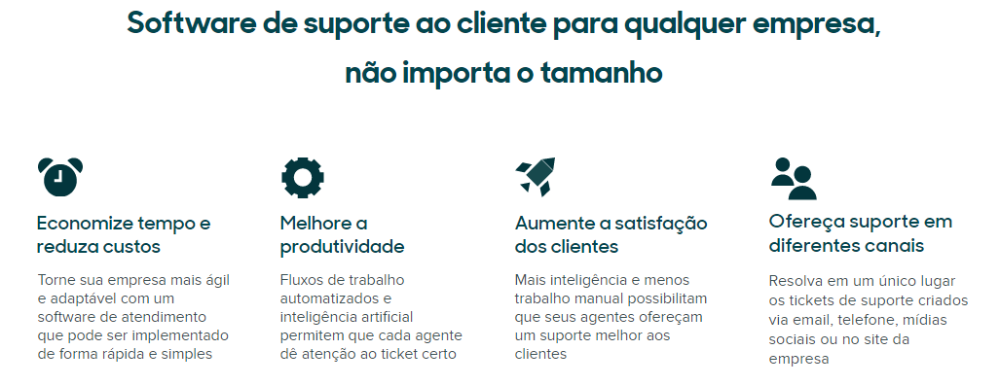 Software de suporte ao cliente para qualquer empresa,
não importa o tamanho
Economize tempo e
reduza custos
Torne sua empresa mais ágil
e adaptável com um
software de atendimento
que pode ser implementado
de forma rápida e simples
Melhore a
produtividade
Fluxos de trabalho
automatizados e
inteligência artificial
permitem que cada agente
dê atenção ao ticket certo
Aumente a satisfação
dos clientes
Mais inteligência e menos
trabalho manual possibilitam
que seus agentes ofereçam
um suporte melhor aos
clientes
Ofereça suporte em
diferentes canais
Resolva em um único lugar
os tickets de suporte criados
via email, telefone, mídias
sociais ou no site da
empresa